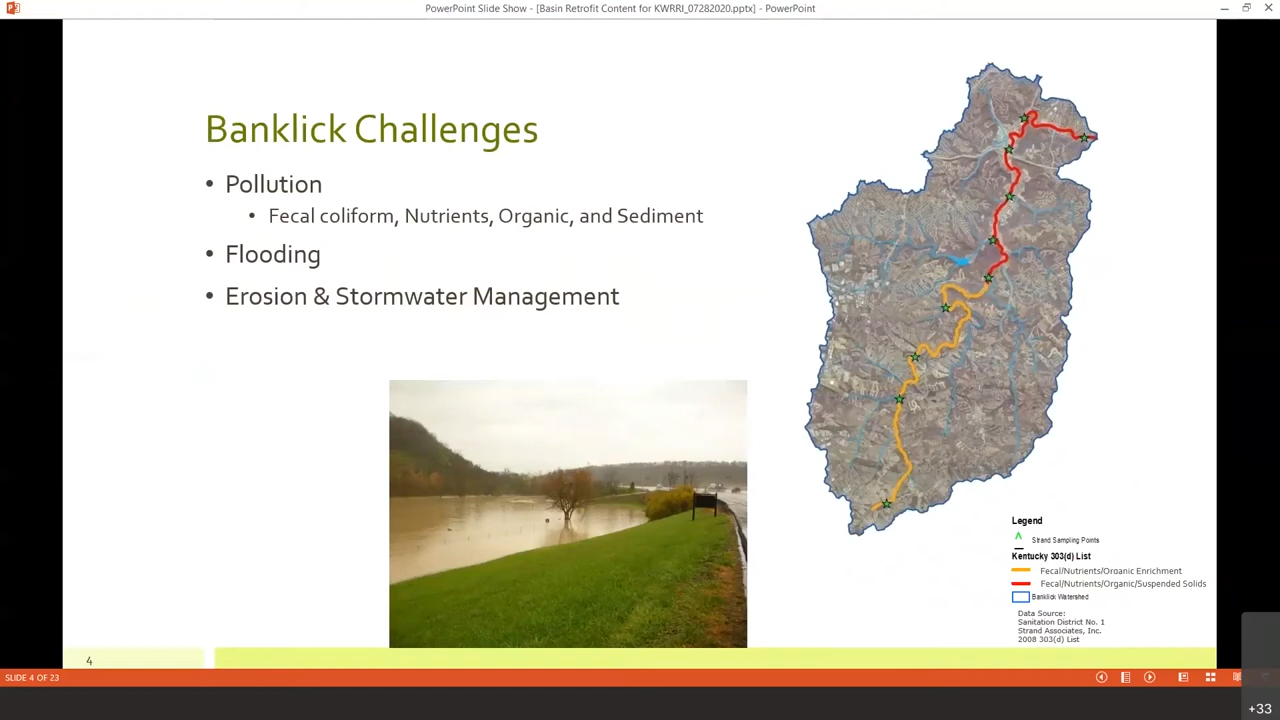 PowerPoint Slide Show - [Basin Retrofit Content for KWRRI_07282020.pptx] - PowerPoint
Banklick Challenges
• Pollution
• Fecal coliform, Nutrients, Organic, and Sediment
• Flooding
• Erosion & Stormwater Management
Legend
Strand Sampling Points
Kentucky 303(d) List
Fecal/Nutrients/Organic Enrichment
Fecal/Nutrients/Organic/Suspended Solids
Banklick Watershed
Data Source:
Sanitation District No. 1
Strand Associates, Inc.
2008 303(d) List
4
SLIDE 4 OF 23
+33